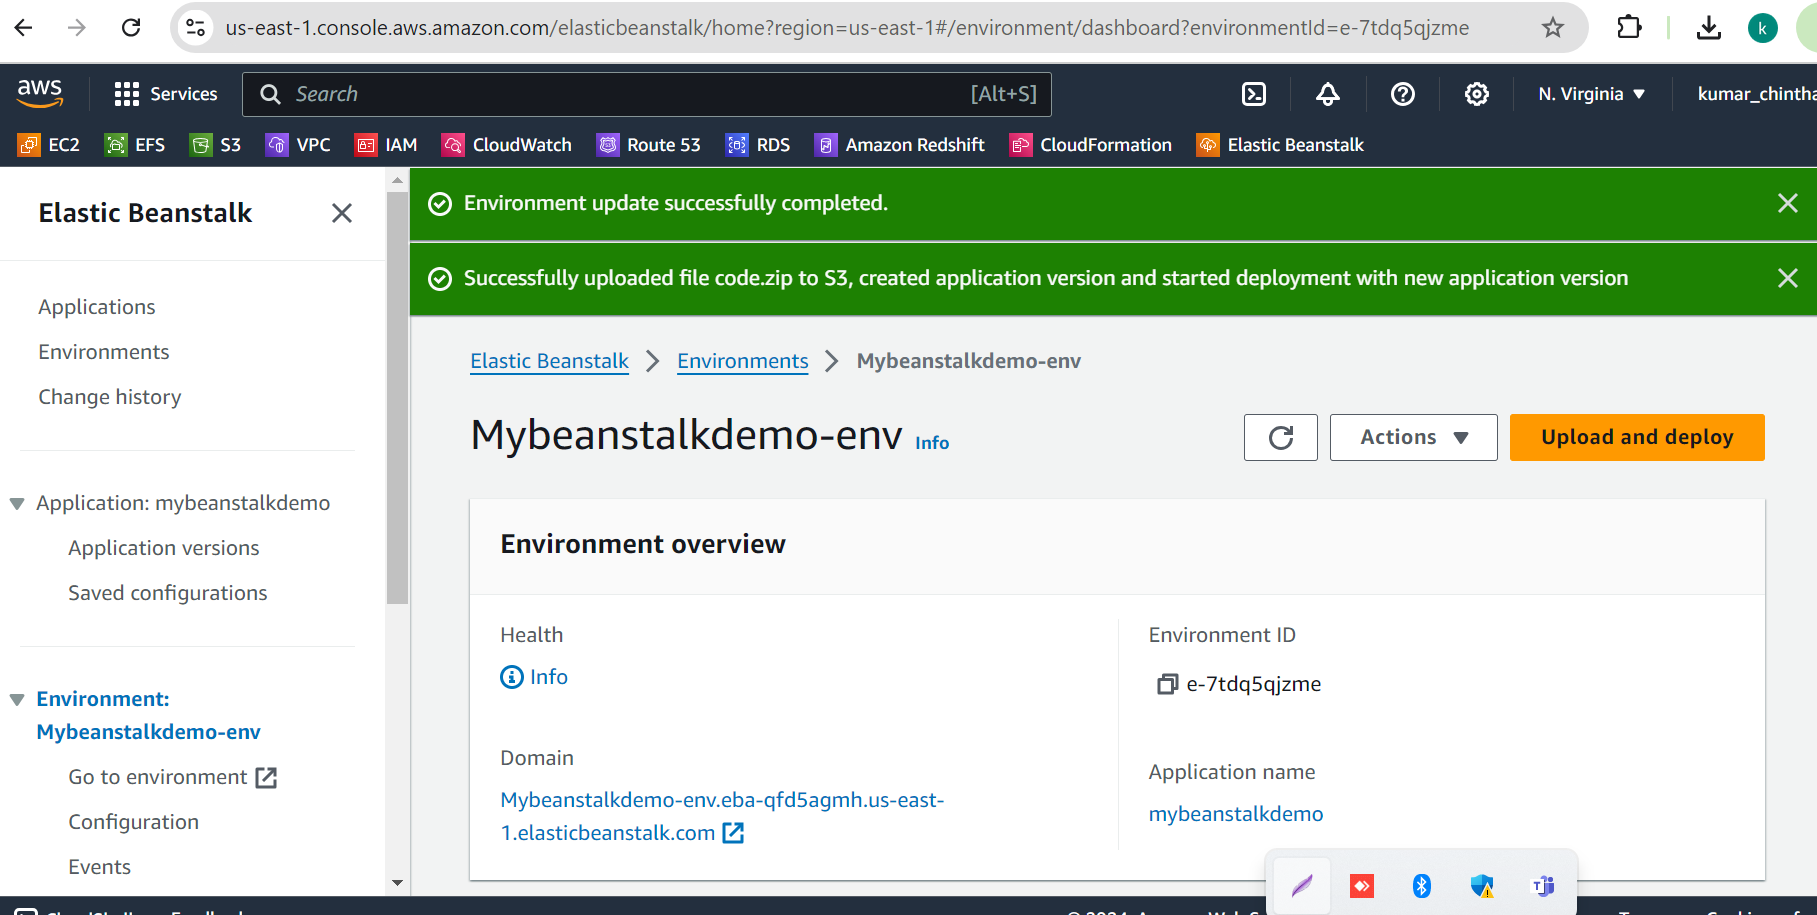 us-east-1.console.aws.amazon.com/elasticbeanstalk/home?region=us-east-1#/environment/dashboard?environmentId=e-7tdq5qjzme
k
aws
Services
Search
[Alt+S]
N. Virginia
kumar_chintha
EC2
EFS
S3
VPC
IAM
CloudWatch
Route 53
RDS
Amazon Redshift
CloudFormation
Elastic Beanstalk
Elastic Beanstalk
Applications
Environments
Change history
Application: mybeanstalkdemo
Application versions
Saved configurations
Environment:
Mybeanstalkdemo-env
Go to environment
Configuration
Events
Environment update successfully completed.
Successfully uploaded file code.zip to S3, created application version and started deployment with new application version
Elastic Beanstalk
Environments
Mybeanstalkdemo-env
Mybeanstalkdemo-env Info
Actions
Upload and deploy
Environment overview
Health
Info
Domain
Mybeanstalkdemo-env.eba-qfd5agmh.us-east-
1.elasticbeanstalk.com
Environment ID
e-7tdq5qjzme
Application name
mybeanstalkdemo